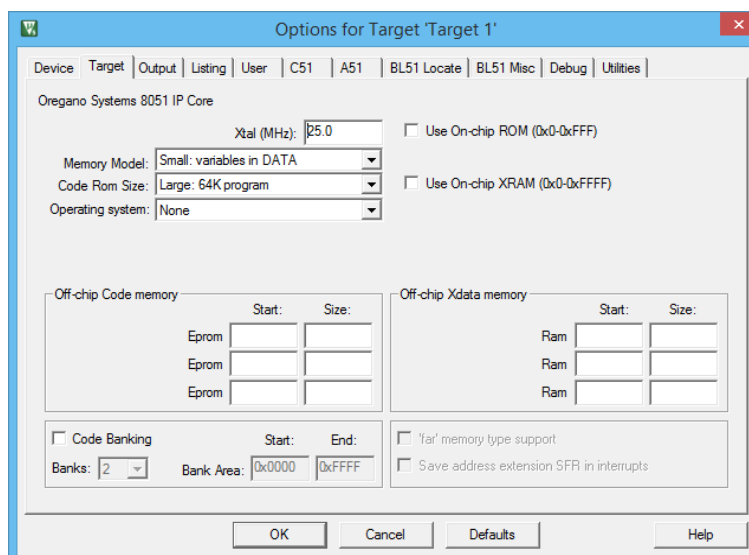 Options for Target 'Target 1'
Device Target Output Listing User C51 A51 BL51 Locate BL51 Misc Debug Utilities
Oregano Systems 8051 IP Core
Xtal (MHz): 25.0 Use On-chip ROM (0x0-0xFFF)
Memory Model: Small: variables in DATA
Code Rom Size: Large: 64K program Use On-chip XRAM (0x0-0xFFFF)
Operating system: None
Off-chip Code memory
Start: Size:
Eprom
Eprom
Eprom
Off-chip Xdata memory
Start: Size:
Ram
Ram
Ram
Code Banking Start: End:
Banks: 2 Bank Area: 0x0000 0xFFFF
'far' memory type support
Save address extension SFR in interrupts
OK Cancel Defaults Help